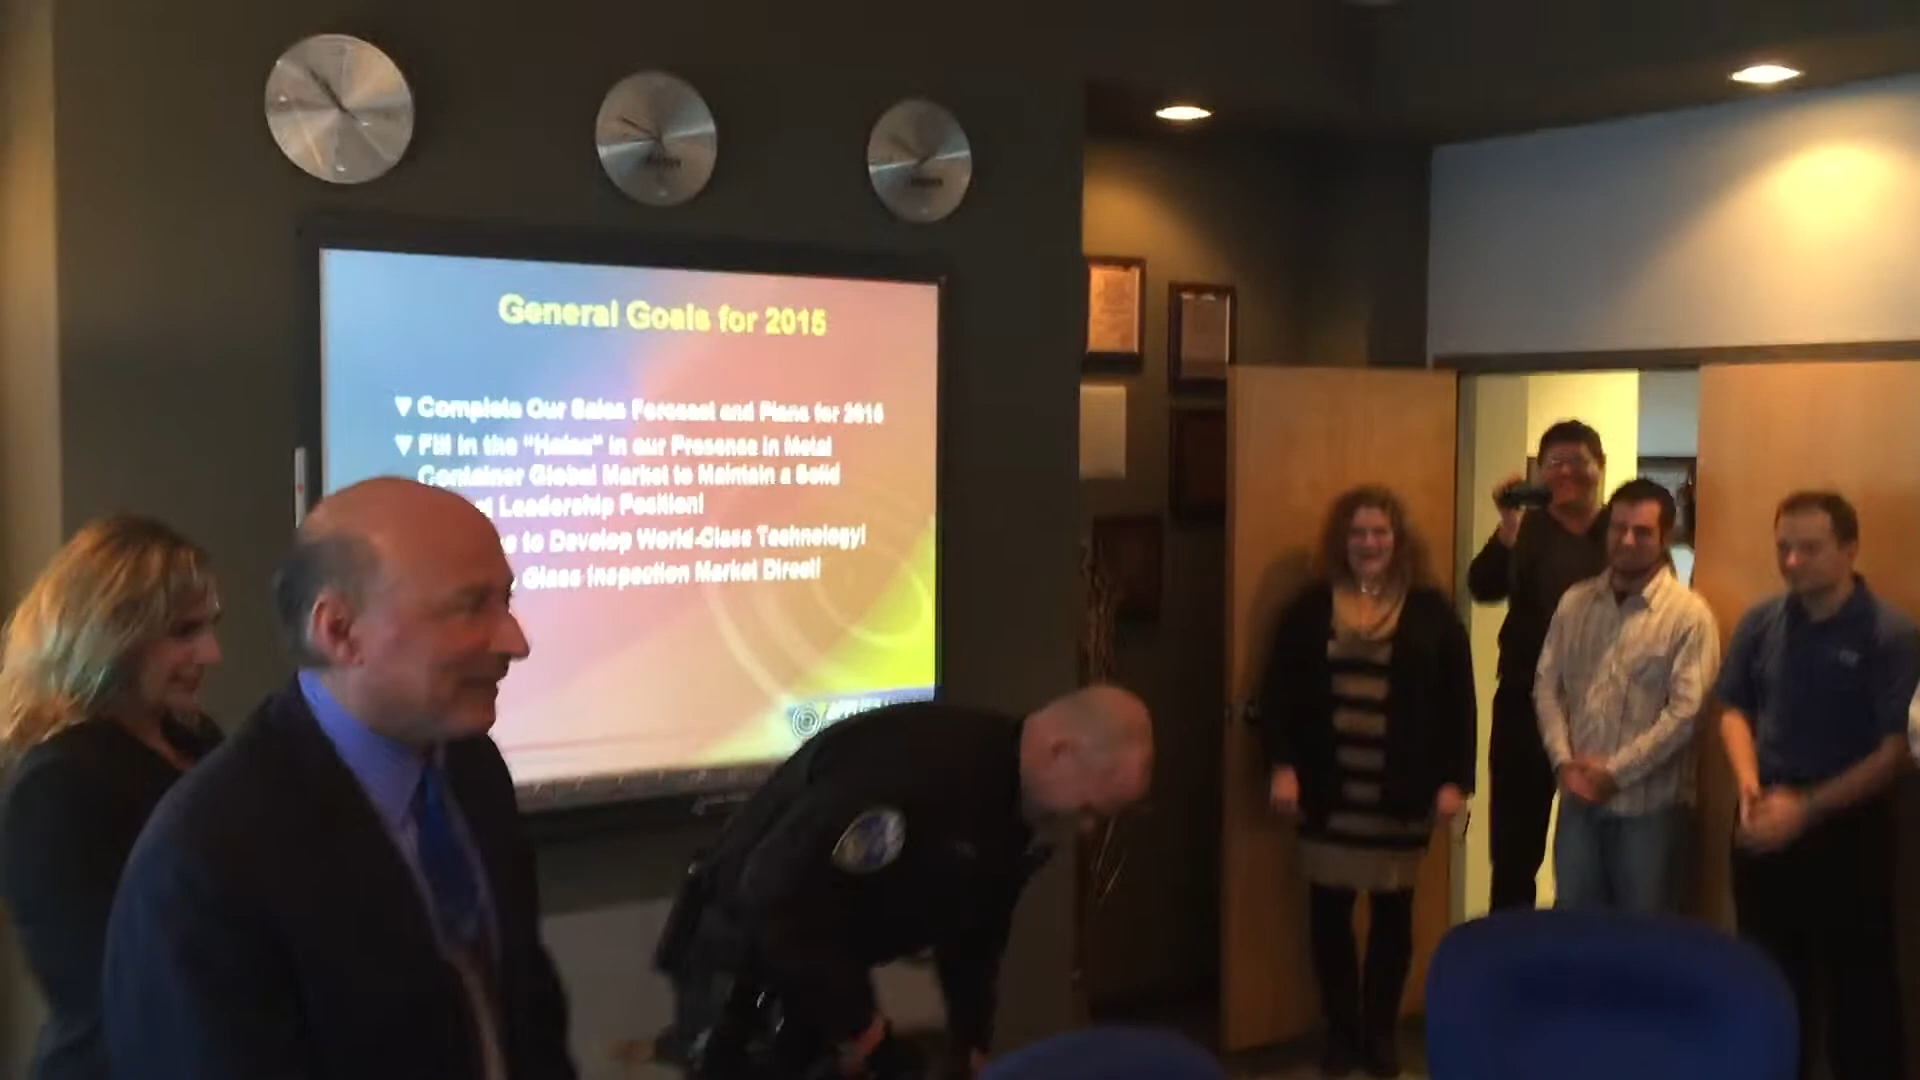 General Goals for 2015
▼ Complete Our Sales Forecast and Plans for 2015
▼ Fill in the "Holes" in our Presence in Metal
Container Global Market to Maintain a Solid
Leadership Position!
to Develop World-Class Technology!
Glass Inspection Market Direct!